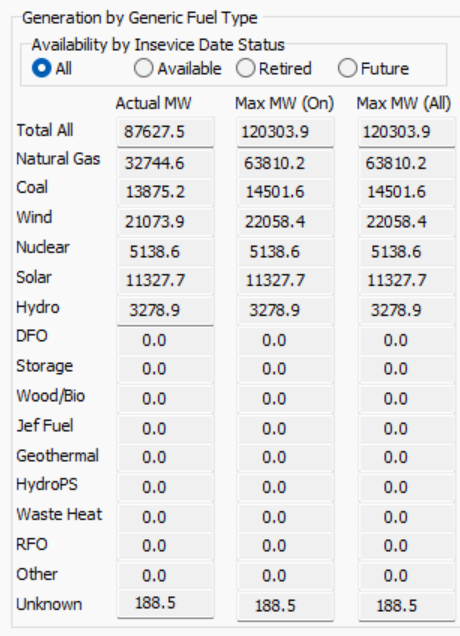 Generation by Generic Fuel Type
Availability by Insevice Date Status
All Available Retired Future
Actual MW Max MW (On) Max MW (All)
Total All 87627.5 120303.9 120303.9
Natural Gas 32744.6 63810.2 63810.2
Coal 13875.2 14501.6 14501.6
Wind 21073.9 22058.4 22058.4
Nuclear 5138.6 5138.6 5138.6
Solar 11327.7 11327.7 11327.7
Hydro 3278.9 3278.9 3278.9
DFO 0.0 0.0 0.0
Storage 0.0 0.0 0.0
Wood/Bio 0.0 0.0 0.0
Jef Fuel 0.0 0.0 0.0
Geothermal 0.0 0.0 0.0
HydroPS 0.0 0.0 0.0
Waste Heat 0.0 0.0 0.0
RFO 0.0 0.0 0.0
Other 0.0 0.0 0.0
Unknown 188.5 188.5 188.5